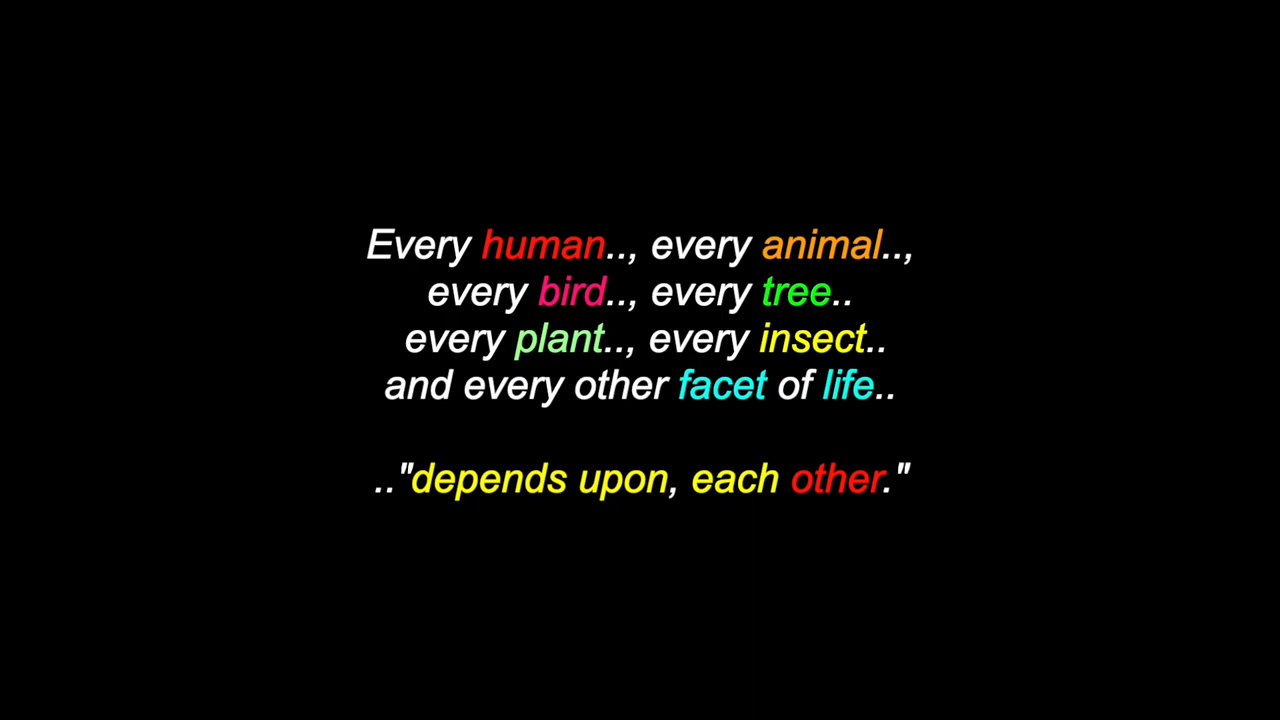 Every human.., every animal..,
every bird.., every tree..
every plant.., every insect..
and every other facet of life..
.."depends upon, each other."